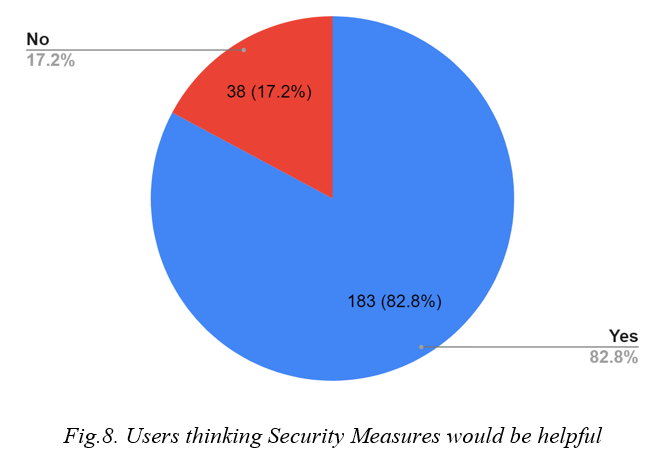 No
17.2%
38 (17.2%)
183 (82.8%)
Yes
82.8%
Fig.8. Users thinking Security Measures would be helpful